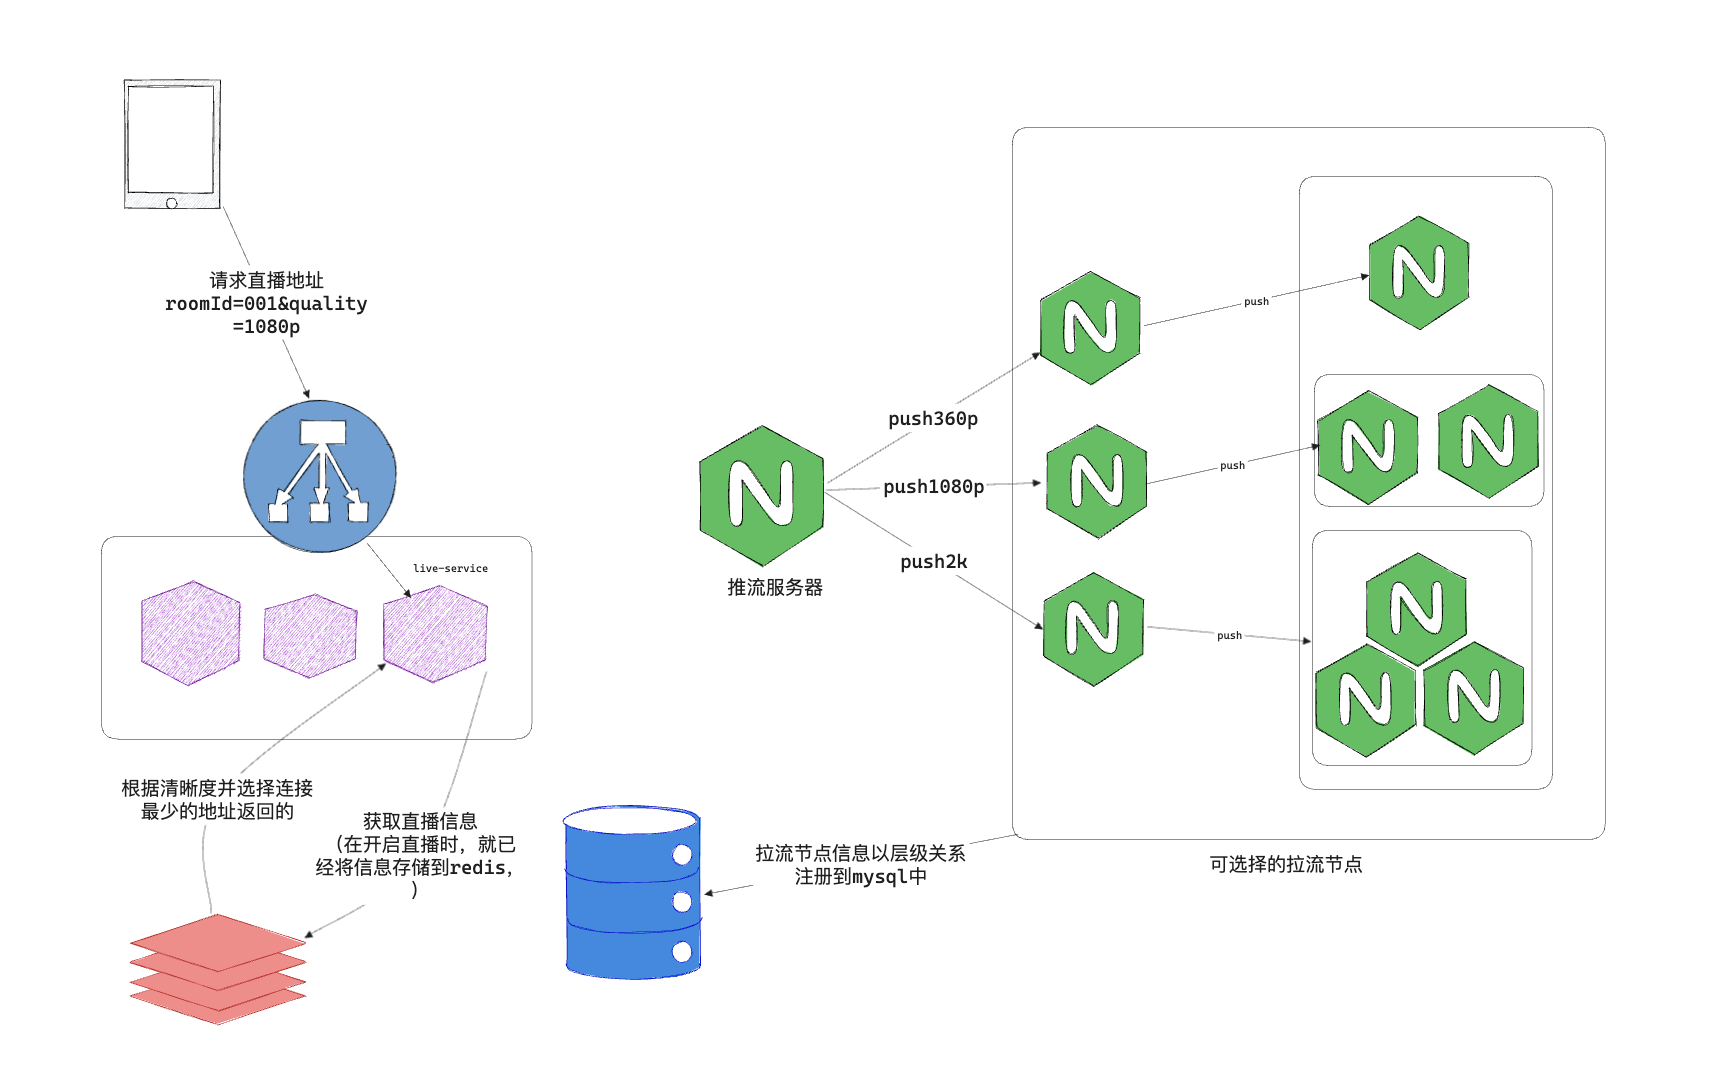 请求直播地址
roomId=001&quality
=1080p
live-service
根据清晰度并选择连接
最少的地址返回的
获取直播信息
（在开启直播时，就已
经将信息存储到redis，
）
推流服务器
push360p
push1080p
push2k
push
push
push
拉流节点信息以层级关系
注册到mysql中
可选择的拉流节点